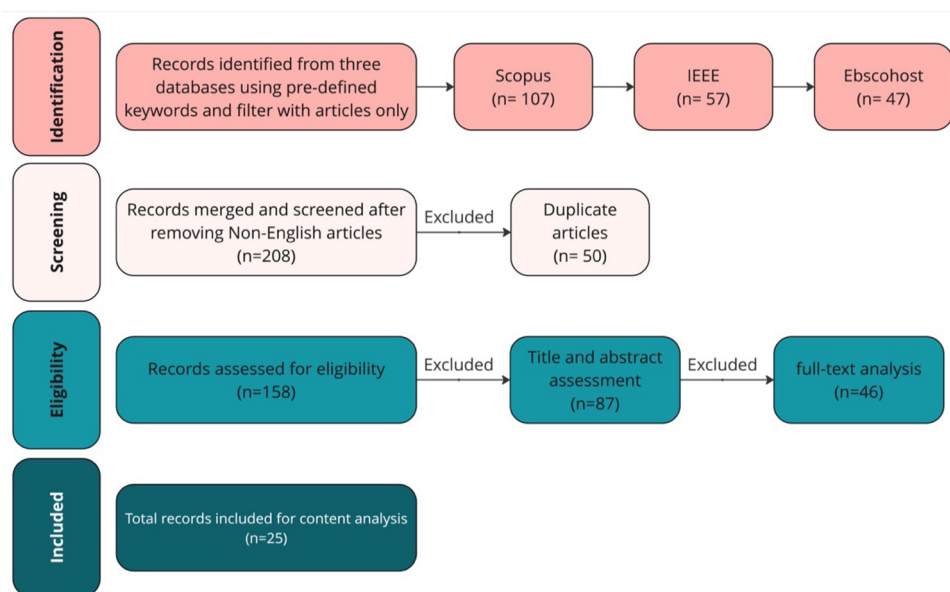 Identification
Records identified from three
databases using pre-defined
keywords and filter with articles only
Scopus
(n= 107)
IEEE
(n= 57)
Ebscohost
(n= 47)
Screening
Records merged and screened after
removing Non-English articles
(n=208)
Excluded
Duplicate
articles
(n= 50)
Eligibility
Records assessed for eligibility
(n=158)
Excluded
Title and abstract
assessment
(n=87)
Excluded
full-text analysis
(n=46)
Included
Total records included for content analysis
(n=25)